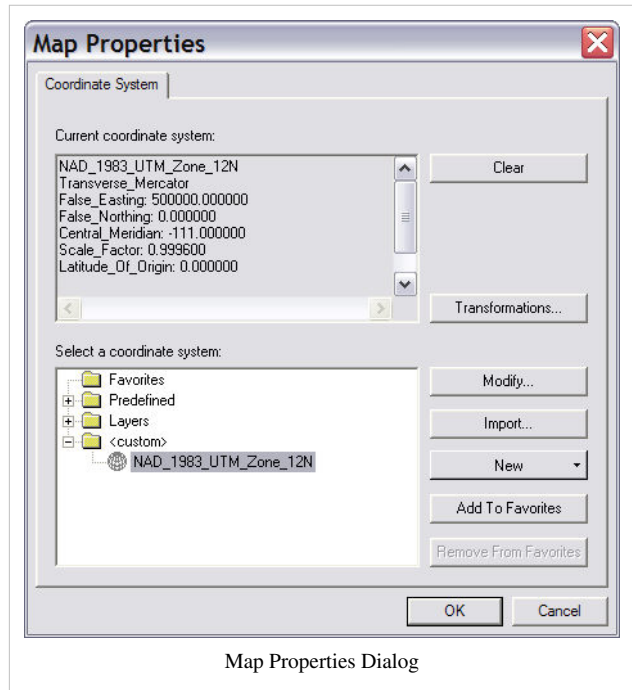 Map Properties
Coordinate System
Current coordinate system:
NAD_1983_UTM_Zone_12N
Transverse_Mercator
False_Easting: 500000.000000
False_Northing: 0.000000
Central_Meridian: -111.000000
Scale_Factor: 0.999600
Latitude_Of_Origin: 0.000000
Clear
Transformations...
Select a coordinate system:
Favorites
Predefined
Layers
<custom>
NAD_1983_UTM_Zone_12N
Modify...
Import...
New
Add To Favorites
Remove From Favorites
OK
Cancel
Map Properties Dialog